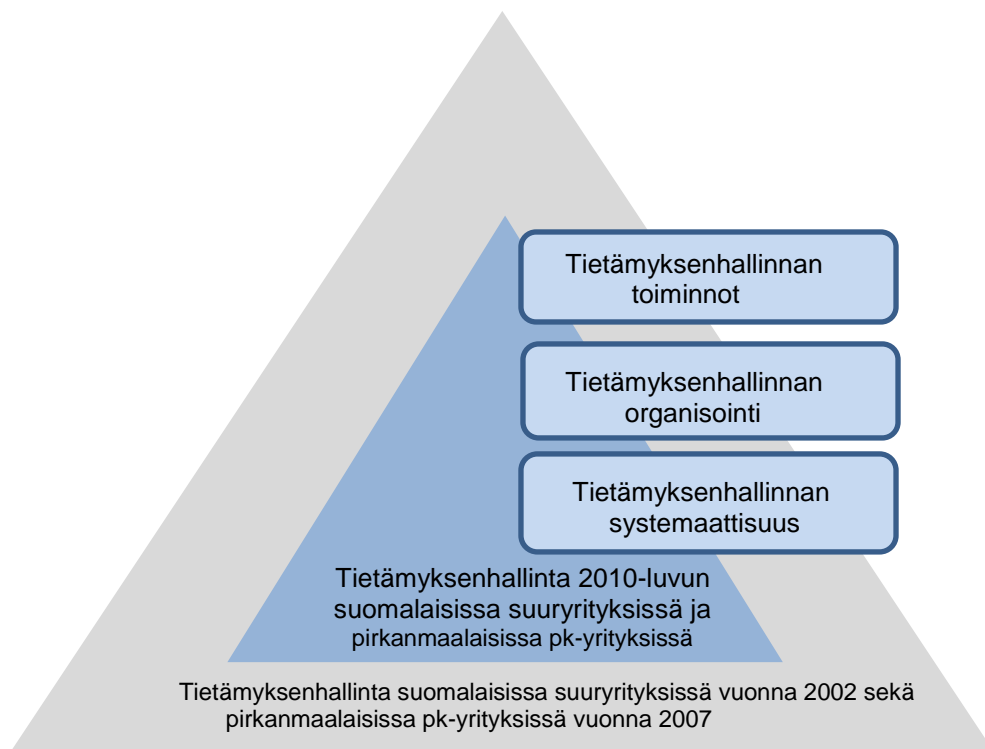 Tietämyksenhallinnan
toiminnot
Tietämyksenhallinnan
organisointi
Tietämyksenhallinnan
systemaattisuus
Tietämyksenhallinta 2010-luvun
suomalaisissa suuryrityksissä ja
pirkanmaalaisissa pk-yrityksissä
Tietämyksenhallinta suomalaisissa suuryrityksissä vuonna 2002 sekä
pirkanmaalaisissa pk-yrityksissä vuonna 2007